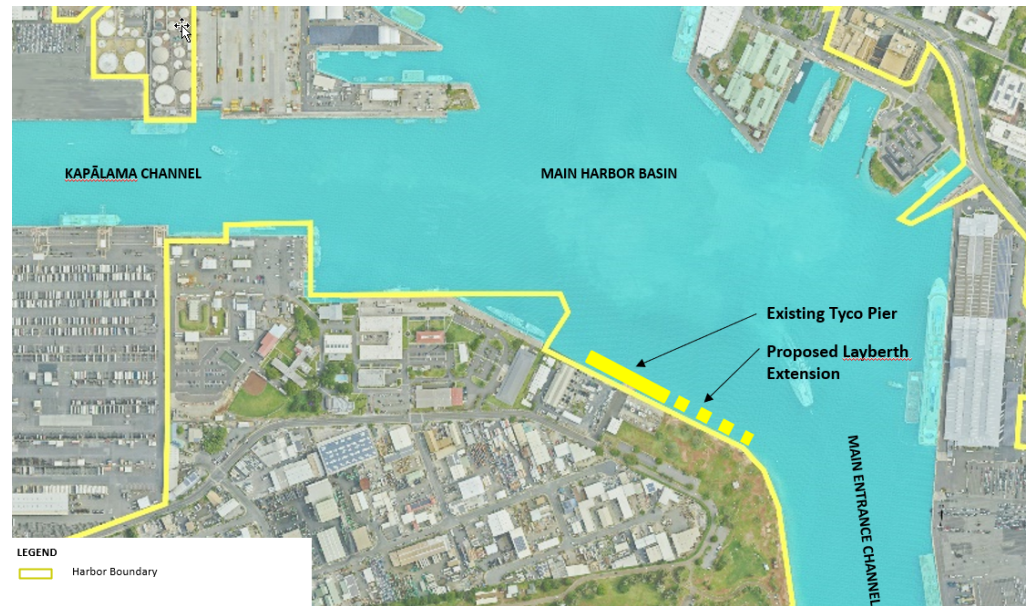 KAPĀLAMA CHANNEL
MAIN HARBOR BASIN
Existing Tyco Pier
Proposed Layberth
Extension
MAIN ENTRANCE CHANNEL
LEGEND
Harbor Boundary